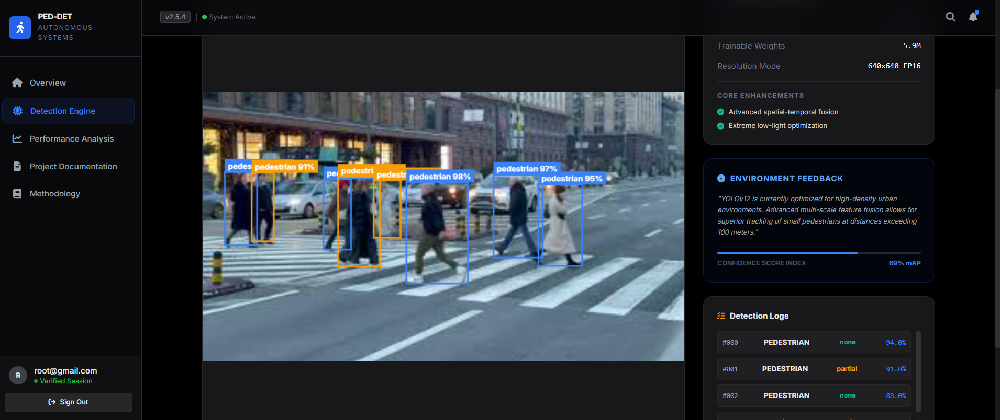 PED-DET
AUTONOMOUS
SYSTEMS
Overview
Detection Engine
Performance Analysis
Project Documentation
Methodology
R
root@gmail.com
Verified Session
Sign Out
v2.5.4
System Active
pedes
pedestrian 91%
pe
pedestri
pedestr
pedestrian 98%
pedestrian 97%
pedestrian 95%
Trainable Weights 5.9M
Resolution Mode 640x640 FP16
CORE ENHANCEMENTS
Advanced spatial-temporal fusion
Extreme low-light optimization
ENVIRONMENT FEEDBACK
"YOLOv12 is currently optimized for high-density urban
environments. Advanced multi-scale feature fusion allows for
superior tracking of small pedestrians at distances exceeding
100 meters."
CONFIDENCE SCORE INDEX 69% mAP
Detection Logs
#000 PEDESTRIAN none 94.0%
#001 PEDESTRIAN partial 91.0%
#002 PEDESTRIAN none 88.0%